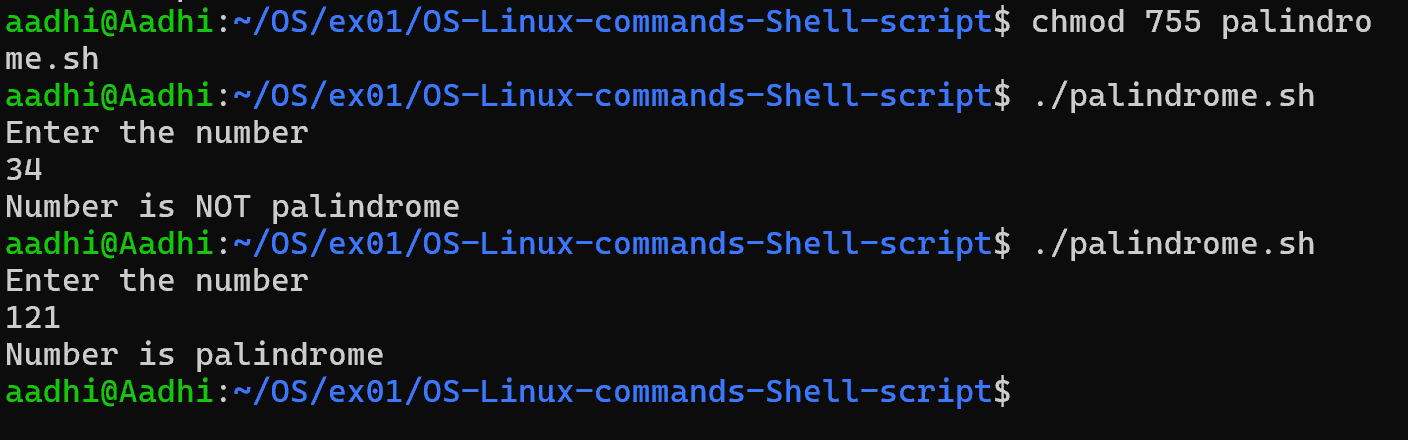 aadhi@Aadhi:~/OS/ex01/OS-Linux-commands-Shell-script$ chmod 755 palindro
me.sh
aadhi@Aadhi:~/OS/ex01/OS-Linux-commands-Shell-script$ ./palindrome.sh
Enter the number
34
Number is NOT palindrome
aadhi@Aadhi:~/OS/ex01/OS-Linux-commands-Shell-script$ ./palindrome.sh
Enter the number
121
Number is palindrome
aadhi@Aadhi:~/OS/ex01/OS-Linux-commands-Shell-script$